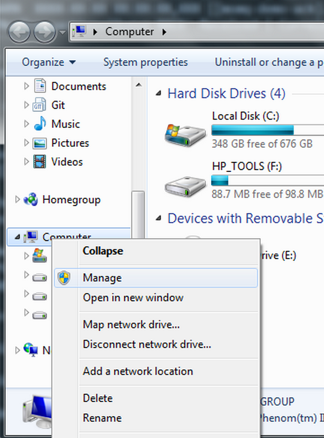 Computer
Organize
System properties
Uninstall or change a p
Documents
Git
Music
Pictures
Videos
Homegroup
Computer
N
Hard Disk Drives (4)
Local Disk (C:)
348 GB free of 676 GB
HP_TOOLS (F:)
88.7 MB free of 98.8 MB
Devices with Removable S
rive (E:)
Collapse
Manage
Open in new window
Map network drive...
Disconnect network drive...
Add a network location
Delete
Rename
GROUP
Phenom(tm) II